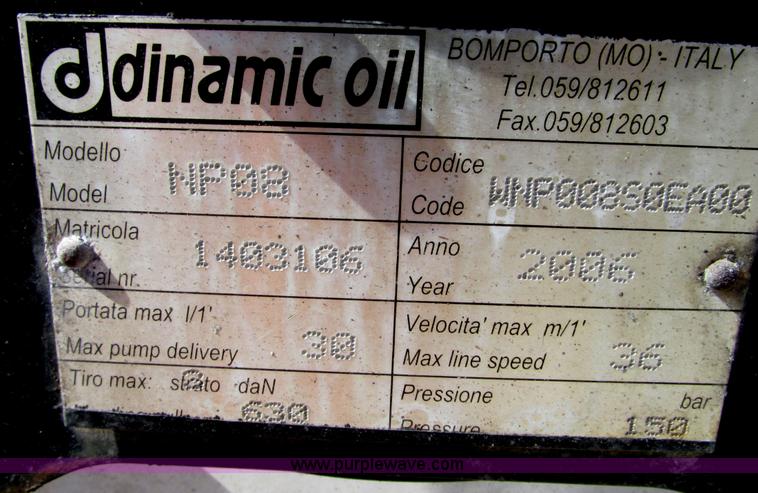 d dinamic oil
BOMPORTO (MO) - ITALY
Tel.059/812611
Fax.059/812603
Modello
Model NP08
Codice
Code WNP008S0EA00
Matricola
Serial nr. 1403106
Anno
Year 2006
Portata max l/1'
Max pump delivery 30
Velocita' max m/1'
Max line speed 36
Tiro max: strato daN
630
Pressione bar
Pressure 150
www.purplewave.com